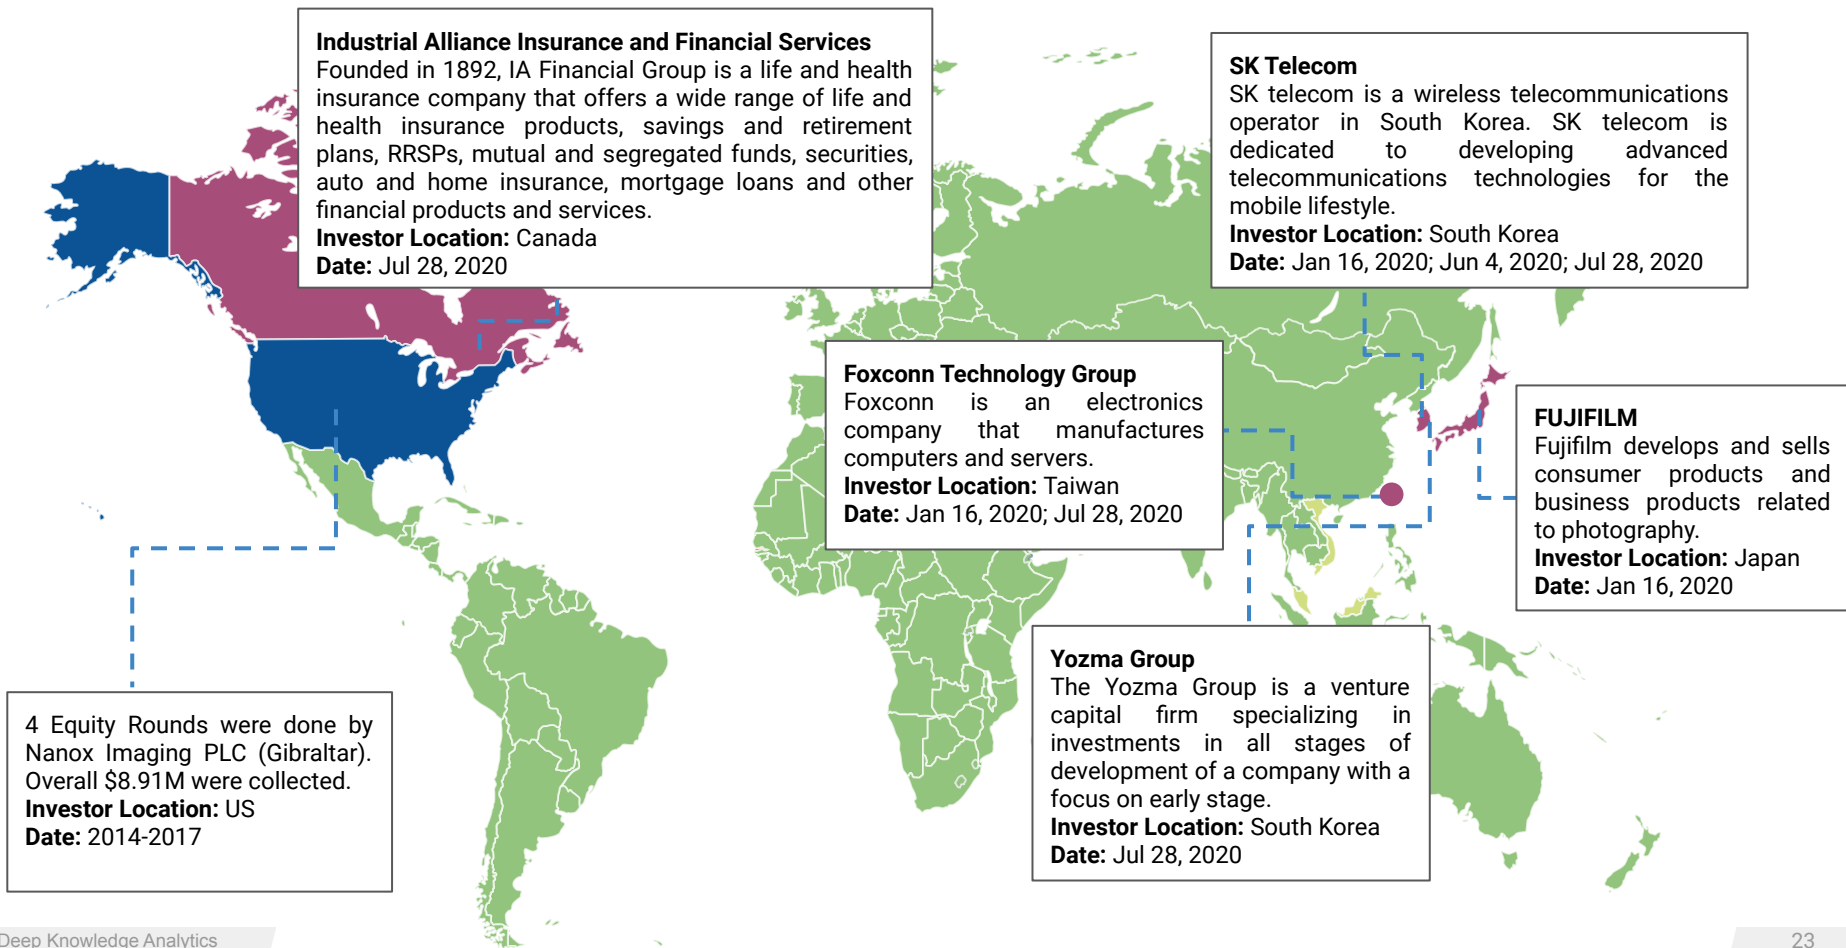 Industrial Alliance Insurance and Financial Services
Founded in 1892, IA Financial Group is a life and health
insurance company that offers a wide range of life and
health insurance products, savings and retirement
plans, RRSPs, mutual and segregated funds, securities,
auto and home insurance, mortgage loans and other
financial products and services.
Investor Location: Canada
Date: Jul 28, 2020
SK Telecom
SK telecom is a wireless telecommunications
operator in South Korea. SK telecom is
dedicated to developing advanced
telecommunications technologies for the
mobile lifestyle.
Investor Location: South Korea
Date: Jan 16, 2020; Jun 4, 2020; Jul 28, 2020
Foxconn Technology Group
Foxconn is an electronics
company that manufactures
computers and servers.
Investor Location: Taiwan
Date: Jan 16, 2020; Jul 28, 2020
FUJIFILM
Fujifilm develops and sells
consumer products and
business products related
to photography.
Investor Location: Japan
Date: Jan 16, 2020
Yozma Group
The Yozma Group is a venture
capital firm specializing in
investments in all stages of
development of a company with a
focus on early stage.
Investor Location: South Korea
Date: Jul 28, 2020
4 Equity Rounds were done by
Nanox Imaging PLC (Gibraltar).
Overall $8.91M were collected.
Investor Location: US
Date: 2014-2017
Deep Knowledge Analytics
23